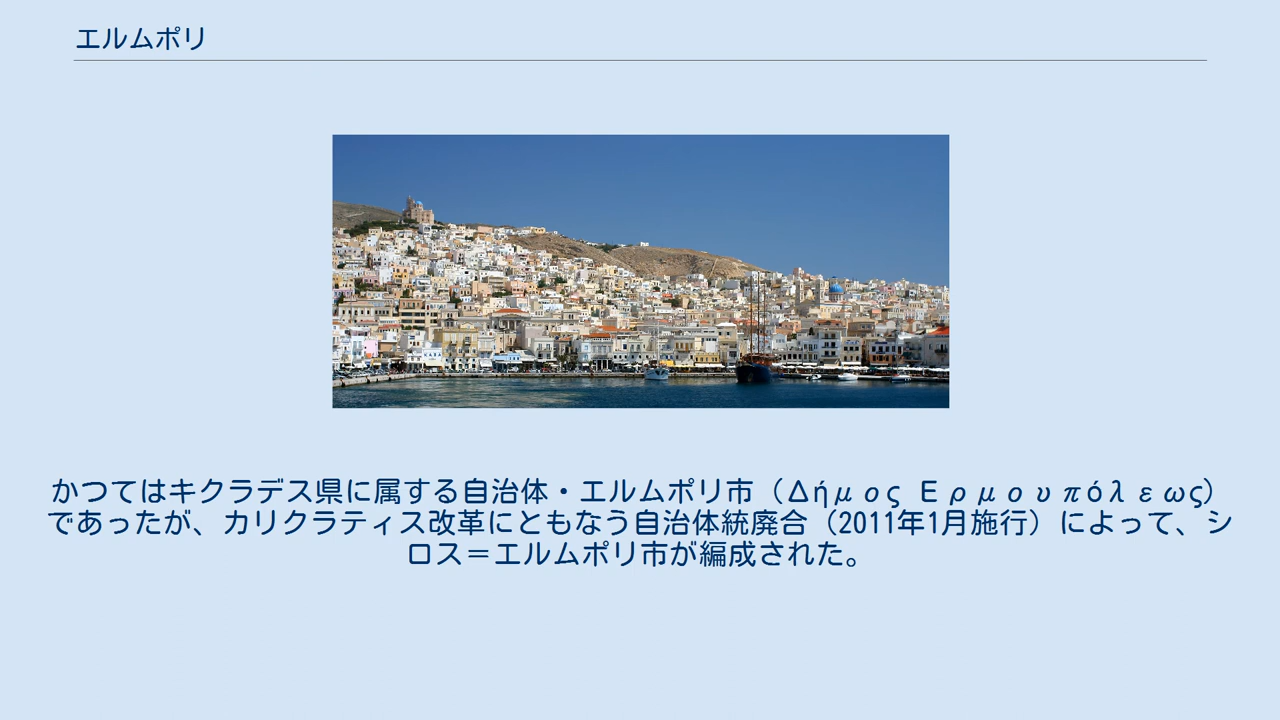 エルムポリ
かつてはキクラデス県に属する自治体・エルムポリ市（Δήμος Ερμουπόλεως）
であったが、カリクラティス改革にともなう自治体統廃合（2011年1月施行）によって、シ
ロス＝エルムポリ市が編成された。